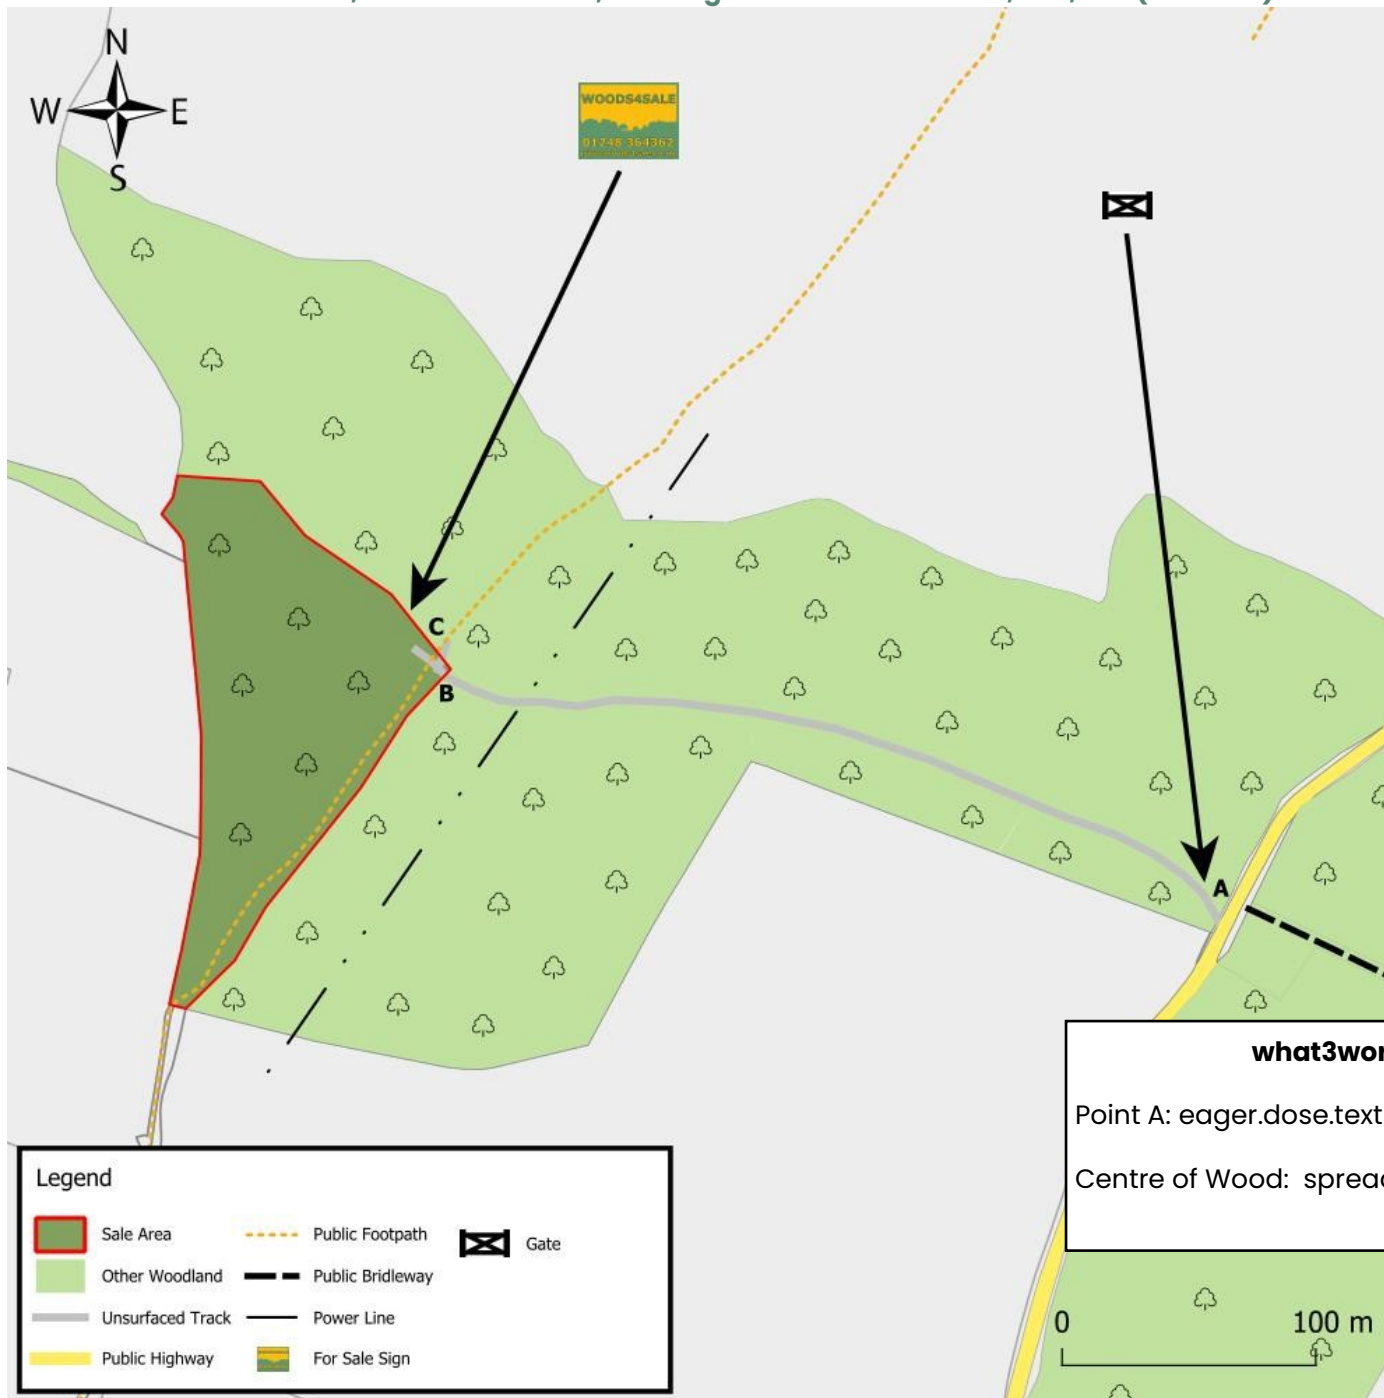 N
W E
S
WOODS4SALE
01248 364362
C
B
A
what3wor
Point A: eager.dose.text
Centre of Wood: spread
Legend
Sale Area
Public Footpath
Gate
Other Woodland
Public Bridleway
Unsurfaced Track
Power Line
Public Highway
For Sale Sign
0 100 m